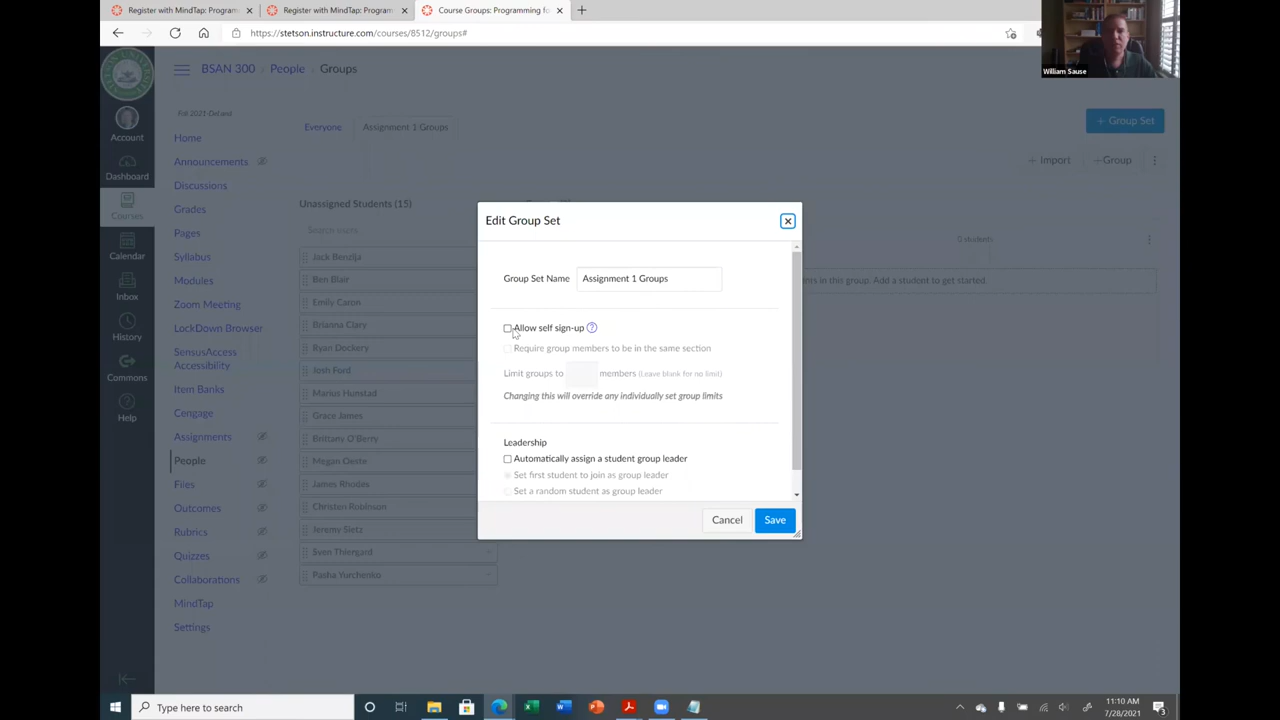 Register with MindTap: Program
Register with MindTap: Program
Course Groups: Programming fo
https://stetson.instructure.com/courses/8512/groups#
William Sause
BSAN 300
People
Groups
Account
Dashboard
Courses
Calendar
Inbox
History
Commons
Help
Fall 2021-DeLand
Home
Announcements
Discussions
Grades
Pages
Syllabus
Modules
Zoom Meeting
LockDown Browser
SensusAccess
Accessibility
Item Banks
Cengage
Assignments
People
Files
Outcomes
Rubrics
Quizzes
Collaborations
MindTap
Settings
Everyone
Assignment 1 Groups
+ Group Set
+ Import
+Group
Unassigned Students (15)
Search users
Jack Benzija
Ben Blair
Emily Caron
Brianna Clary
Ryan Dockery
Josh Ford
Marius Hunstad
Grace James
Brittany O'Berry
Megan Oeste
James Rhodes
Christen Robinson
Jeremy Sietz
Sven Thiergard
Pasha Yurchenko
students
in this group. Add a student to get started.
Edit Group Set
Group Set Name
Assignment 1 Groups
Allow self sign-up
Require group members to be in the same section
Limit groups to members (Leave blank for no limit)
Changing this will override any individually set group limits
Leadership
Automatically assign a student group leader
Set first student to join as group leader
Set a random student as group leader
Cancel
Save
Type here to search
11:10 AM
7/28/2021
3